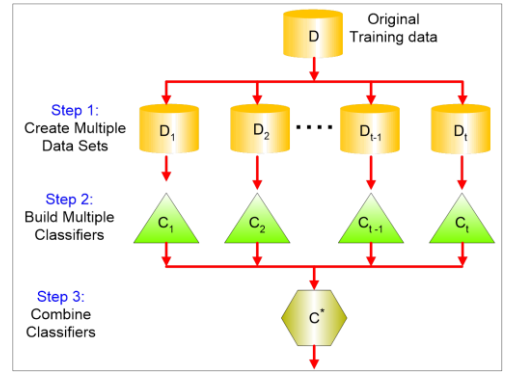 Original
Training data
D
Step 1:
Create Multiple
Data Sets
D1 D2 .... Dt-1 Dt
Step 2:
Build Multiple
Classifiers
C1 C2 Ct-1 Ct
Step 3:
Combine
Classifiers
C*